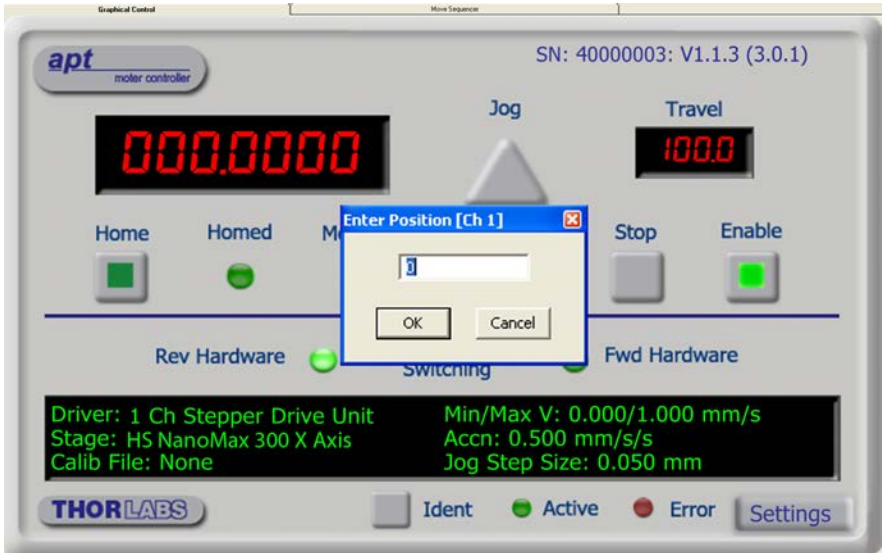 Graphical Control
Move Sequencer
apt
moter controller
SN: 40000003: V1.1.3 (3.0.1)
Jog
Travel
000.0000
100.0
Enter Position [Ch 1]
Home
Homed
Stop
Enable
0
OK
Cancel
Rev Hardware
Switching
Fwd Hardware
Driver: 1 Ch Stepper Drive Unit
Min/Max V: 0.000/1.000 mm/s
Stage: HS NanoMax 300 X Axis
Accn: 0.500 mm/s/s
Calib File: None
Jog Step Size: 0.050 mm
THORLABS
Ident
Active
Error
Settings